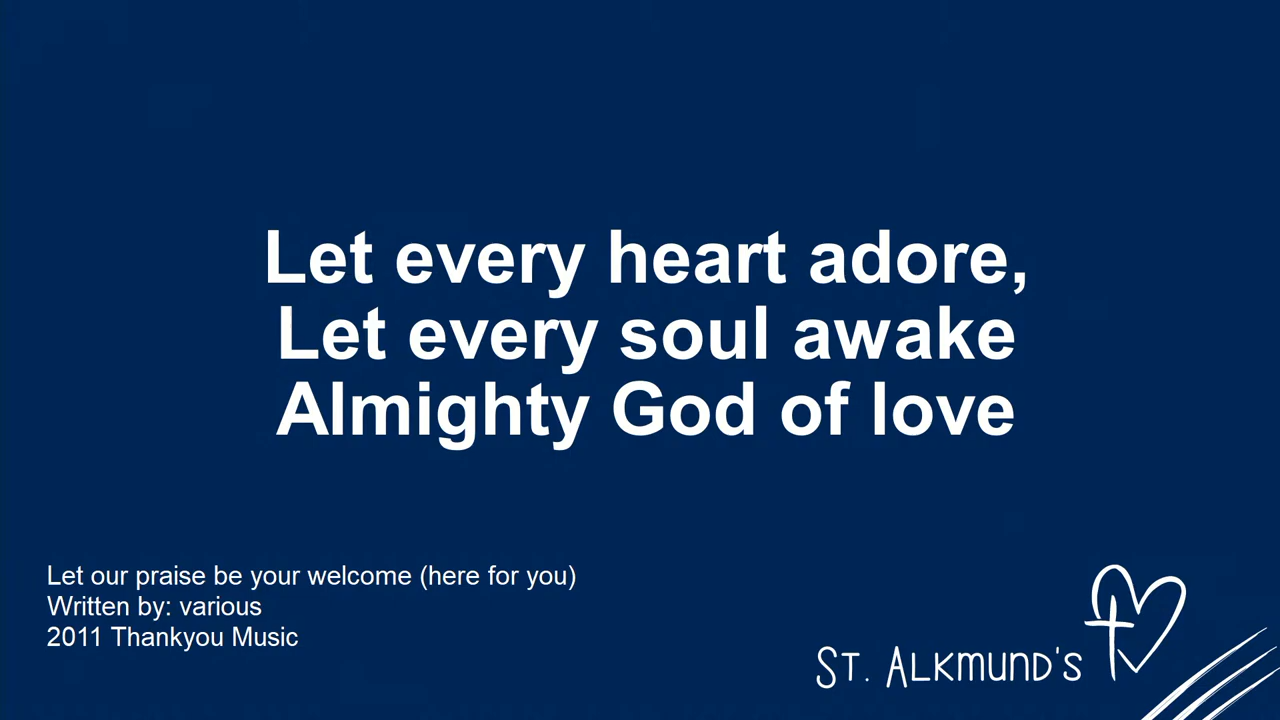 Let every heart adore,
Let every soul awake
Almighty God of love
Let our praise be your welcome (here for you)
Written by: various
2011 Thankyou Music
ST. ALKMUND'S